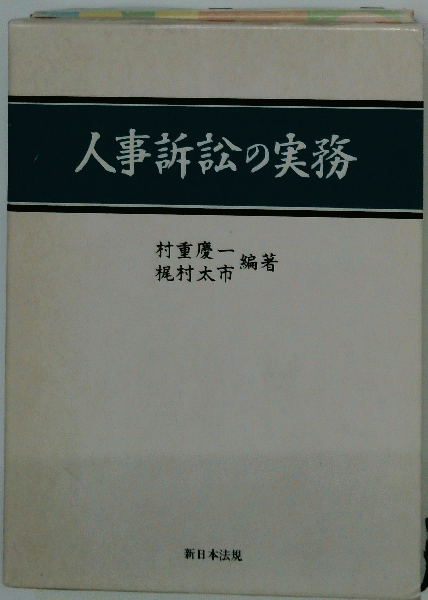 人事訴訟の実務
村重慶一
梶村太市 編著
新日本法規